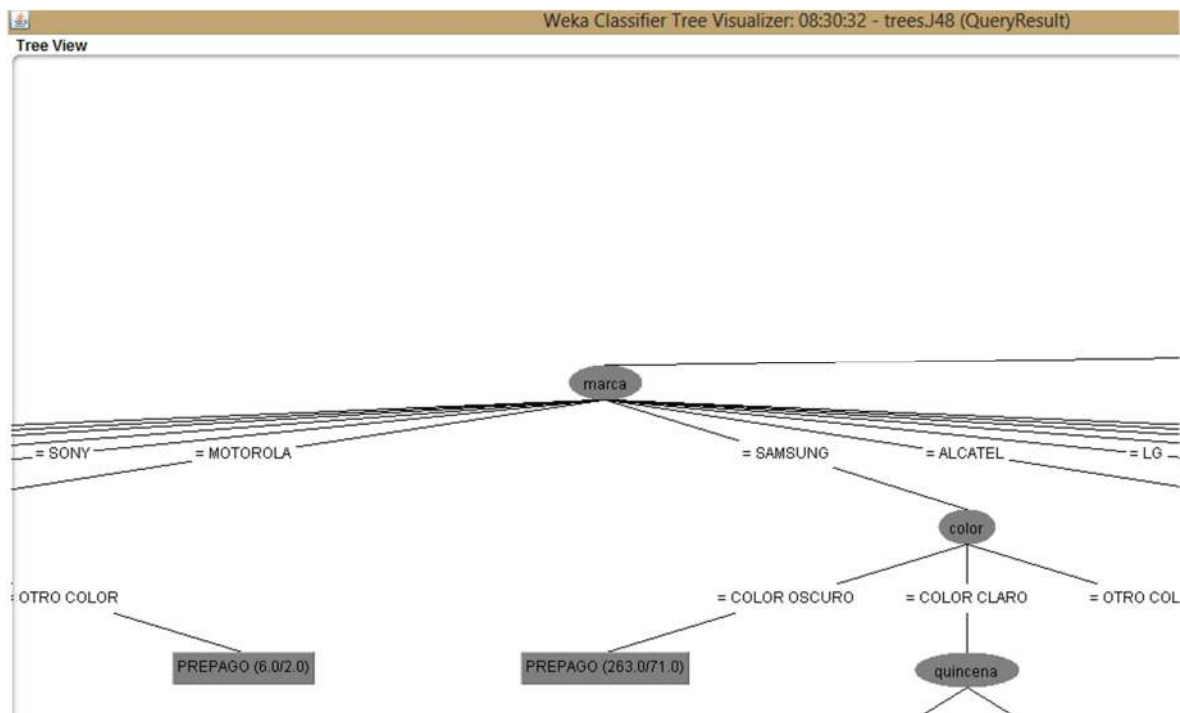 Weka Classifier Tree Visualizer: 08:30:32 - trees.J48 (QueryResult)
Tree View
marca
= SONY
= MOTOROLA
= SAMSUNG
= ALCATEL
= LG
color
= OTRO COLOR
= COLOR OSCURO
= COLOR CLARO
= OTRO COL
PREPAGO (6.0/2.0)
PREPAGO (263.0/71.0)
quincena